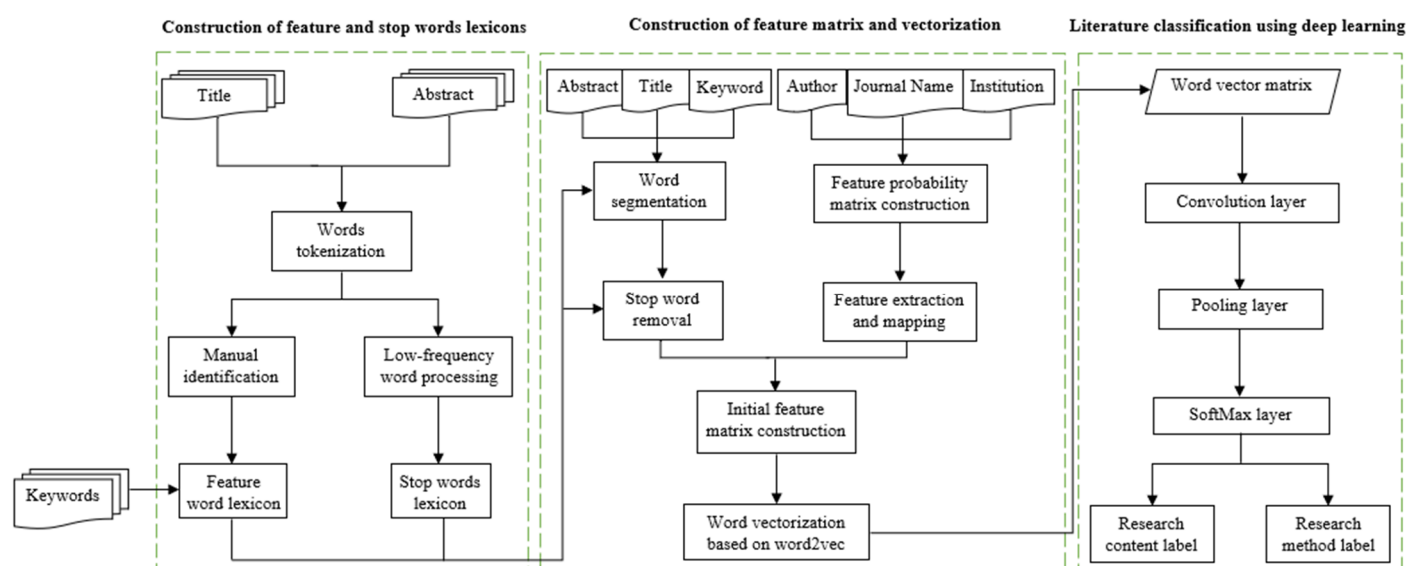 Construction of feature and stop words lexicons
Title
Abstract
Words
tokenization
Manual
identification
Low-frequency
word processing
Keywords
Feature
word lexicon
Stop words
lexicon
Construction of feature matrix and vectorization
Abstract
Title
Keyword
Author
Journal Name
Institution
Word
segmentation
Feature probability
matrix construction
Stop word
removal
Feature extraction
and mapping
Initial feature
matrix construction
Word vectorization
based on word2vec
Literature classification using deep learning
Word vector matrix
Convolution layer
Pooling layer
SoftMax layer
Research
content label
Research
method label